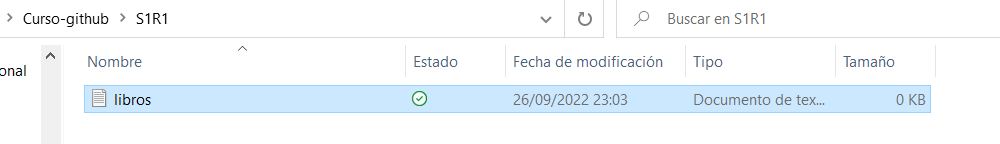 Curso-github > S1R1
Buscar en S1R1
onal
Nombre Estado Fecha de modificación Tipo Tamaño
libros 26/09/2022 23:03 Documento de tex... 0 KB